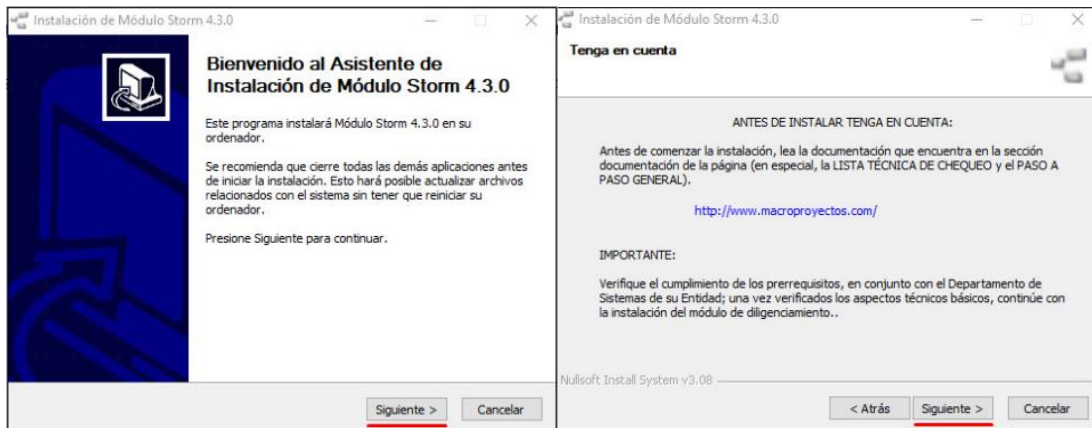 Instalación de Módulo Storm 4.3.0
Bienvenido al Asistente de
Instalación de Módulo Storm 4.3.0
Este programa instalará Módulo Storm 4.3.0 en su
ordenador.
Se recomienda que cierre todas las demás aplicaciones antes
de iniciar la instalación. Esto hará posible actualizar archivos
relacionados con el sistema sin tener que reiniciar su
ordenador.
Presione Siguiente para continuar.
Siguiente >
Cancelar
Instalación de Módulo Storm 4.3.0
Tenga en cuenta
ANTES DE INSTALAR TENGA EN CUENTA:
Antes de comenzar la instalación, lea la documentación que encuentra en la sección
documentación de la página (en especial, la LISTA TÉCNICA DE CHEQUEO y el PASO A
PASO GENERAL).
http://www.macroproyectos.com/
IMPORTANTE:
Verifique el cumplimiento de los prerrequisitos, en conjunto con el Departamento de
Sistemas de su Entidad; una vez verificados los aspectos técnicos básicos, continúe con
la instalación del módulo de diligenciamiento..
Nullsoft Install System v3.08
< Atrás
Siguiente >
Cancelar